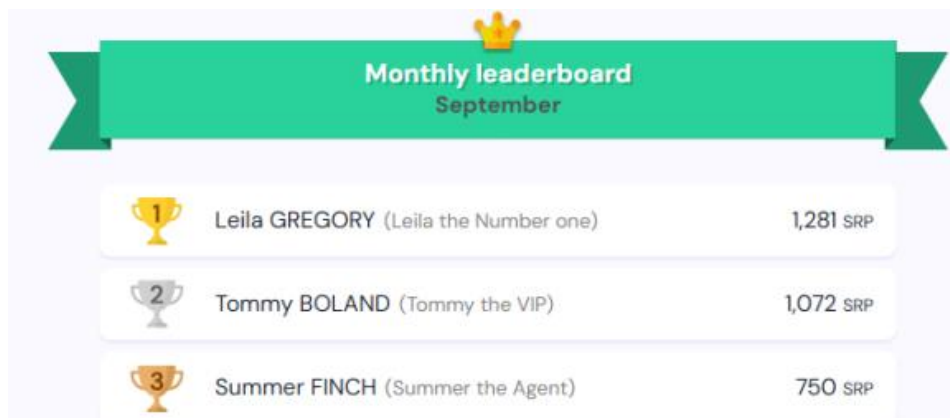 Monthly leaderboard
September
1 Leila GREGORY (Leila the Number one) 1,281 SRP
2 Tommy BOLAND (Tommy the VIP) 1,072 SRP
3 Summer FINCH (Summer the Agent) 750 SRP